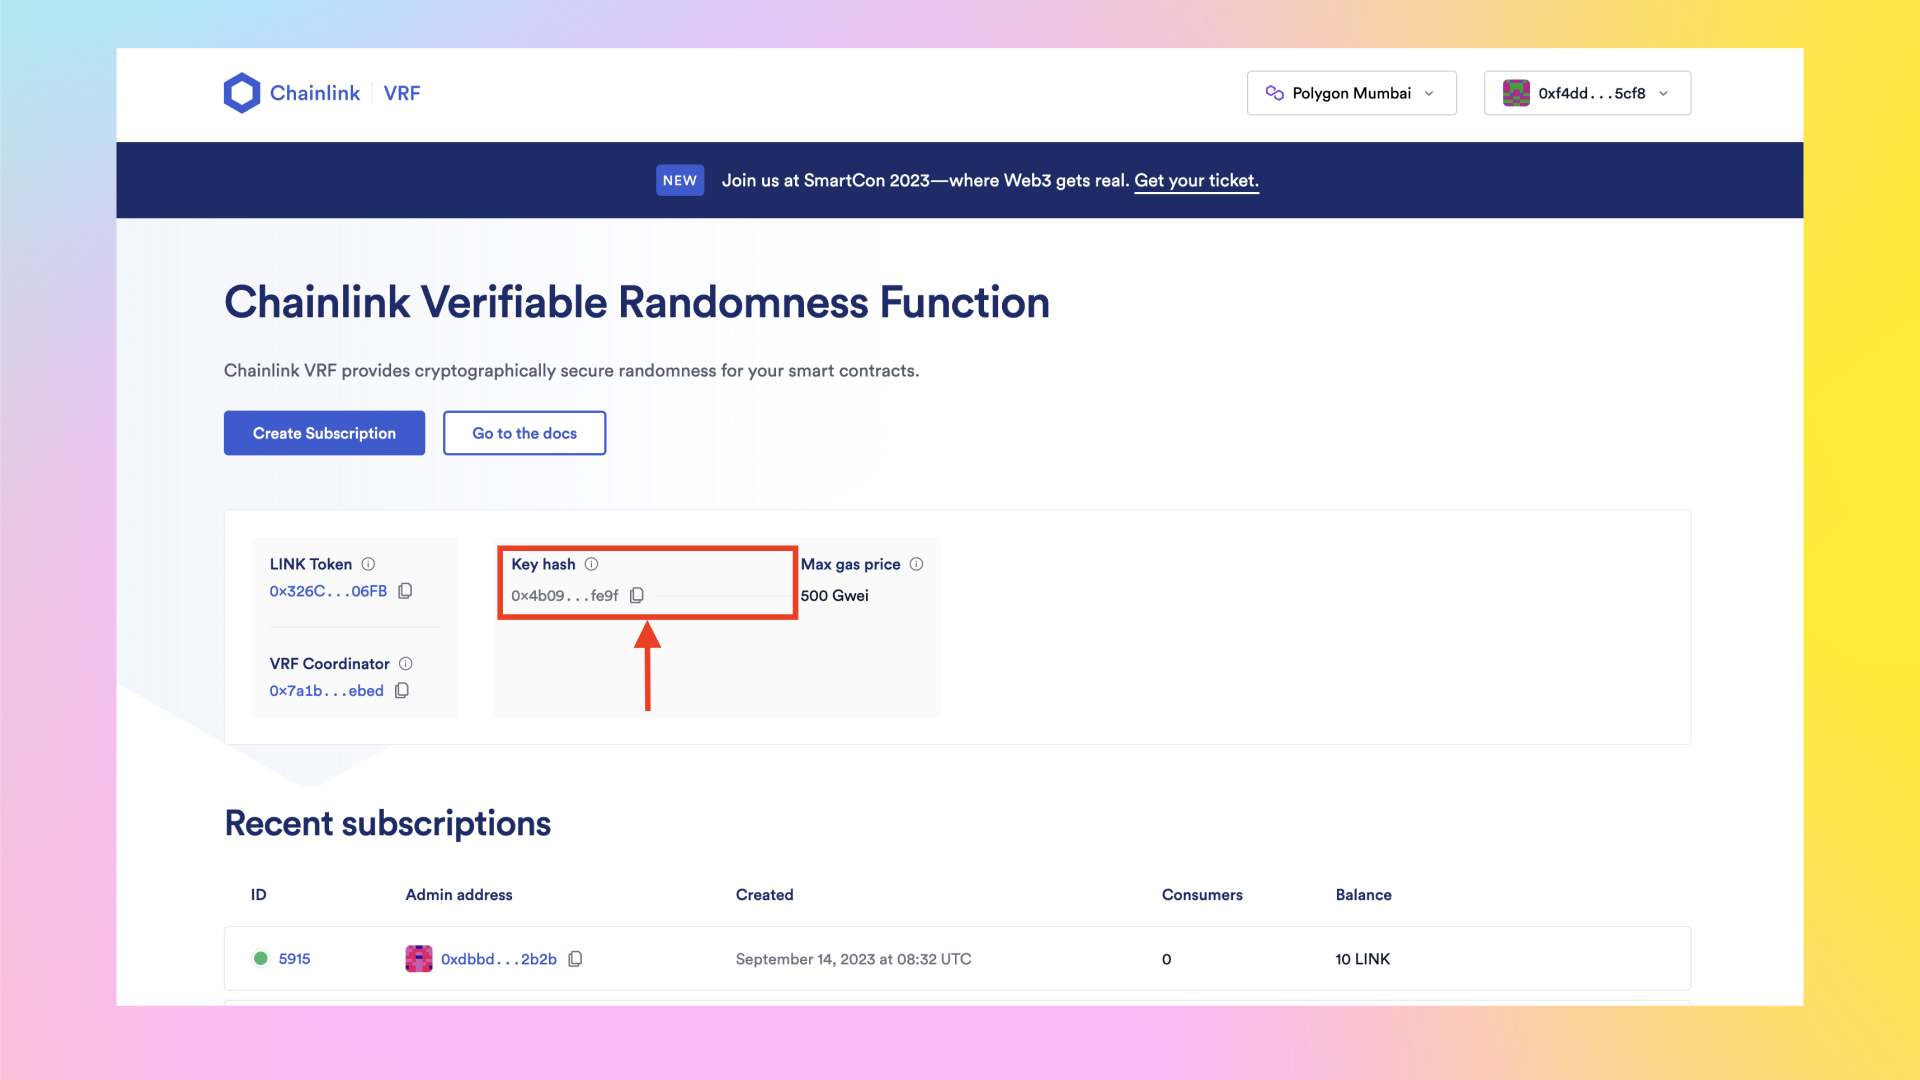 Chainlink | VRF
Polygon Mumbai
0xf4dd...5cf8
NEW
Join us at SmartCon 2023—where Web3 gets real. Get your ticket.
Chainlink Verifiable Randomness Function
Chainlink VRF provides cryptographically secure randomness for your smart contracts.
Create Subscription
Go to the docs
LINK Token
0x326C...06FB
VRF Coordinator
0x7a1b...ebed
Key hash
0x4b09...fe9f
Max gas price
500 Gwei
Recent subscriptions
ID Admin address Created Consumers Balance
5915 0xdbbd...2b2b September 14, 2023 at 08:32 UTC 0 10 LINK